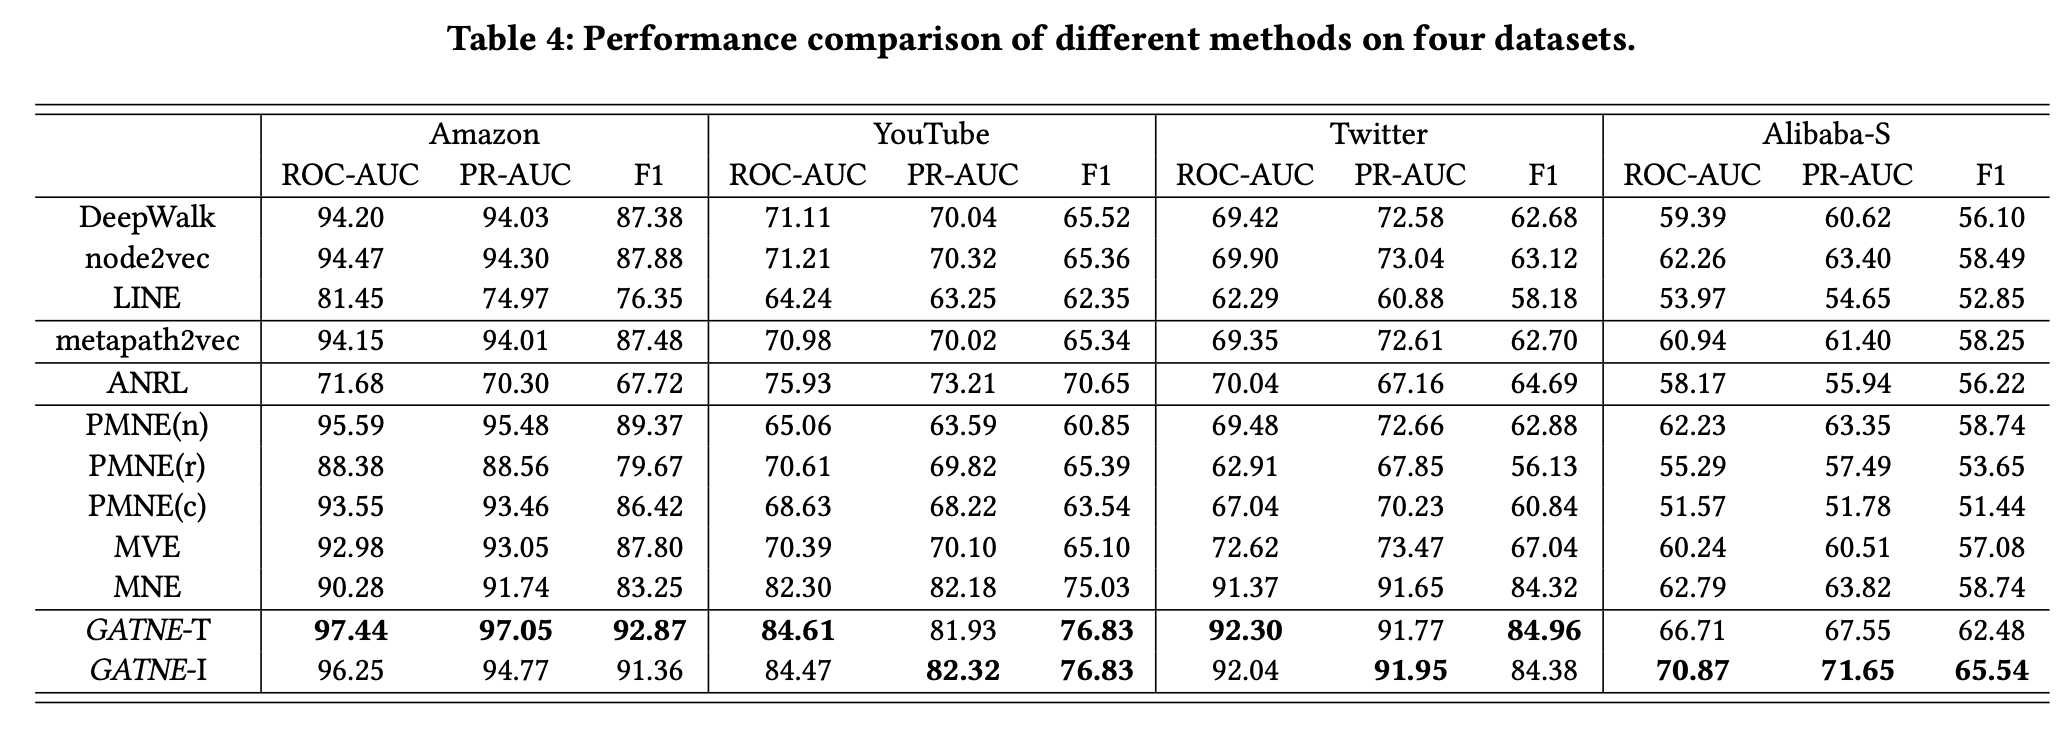 Table 4: Performance comparison of different methods on four datasets.
Amazon YouTube Twitter Alibaba-S
ROC-AUC PR-AUC F1 ROC-AUC PR-AUC F1 ROC-AUC PR-AUC F1 ROC-AUC PR-AUC F1
DeepWalk 94.20 94.03 87.38 71.11 70.04 65.52 69.42 72.58 62.68 59.39 60.62 56.10
node2vec 94.47 94.30 87.88 71.21 70.32 65.36 69.90 73.04 63.12 62.26 63.40 58.49
LINE 81.45 74.97 76.35 64.24 63.25 62.35 62.29 60.88 58.18 53.97 54.65 52.85
metapath2vec 94.15 94.01 87.48 70.98 70.02 65.34 69.35 72.61 62.70 60.94 61.40 58.25
ANRL 71.68 70.30 67.72 75.93 73.21 70.65 70.04 67.16 64.69 58.17 55.94 56.22
PMNE(n) 95.59 95.48 89.37 65.06 63.59 60.85 69.48 72.66 62.88 62.23 63.35 58.74
PMNE(r) 88.38 88.56 79.67 70.61 69.82 65.39 62.91 67.85 56.13 55.29 57.49 53.65
PMNE(c) 93.55 93.46 86.42 68.63 68.22 63.54 67.04 70.23 60.84 51.57 51.78 51.44
MVE 92.98 93.05 87.80 70.39 70.10 65.10 72.62 73.47 67.04 60.24 60.51 57.08
MNE 90.28 91.74 83.25 82.30 82.18 75.03 91.37 91.65 84.32 62.79 63.82 58.74
GATNE-T 97.44 97.05 92.87 84.61 81.93 76.83 92.30 91.77 84.96 66.71 67.55 62.48
GATNE-I 96.25 94.77 91.36 84.47 82.32 76.83 92.04 91.95 84.38 70.87 71.65 65.54